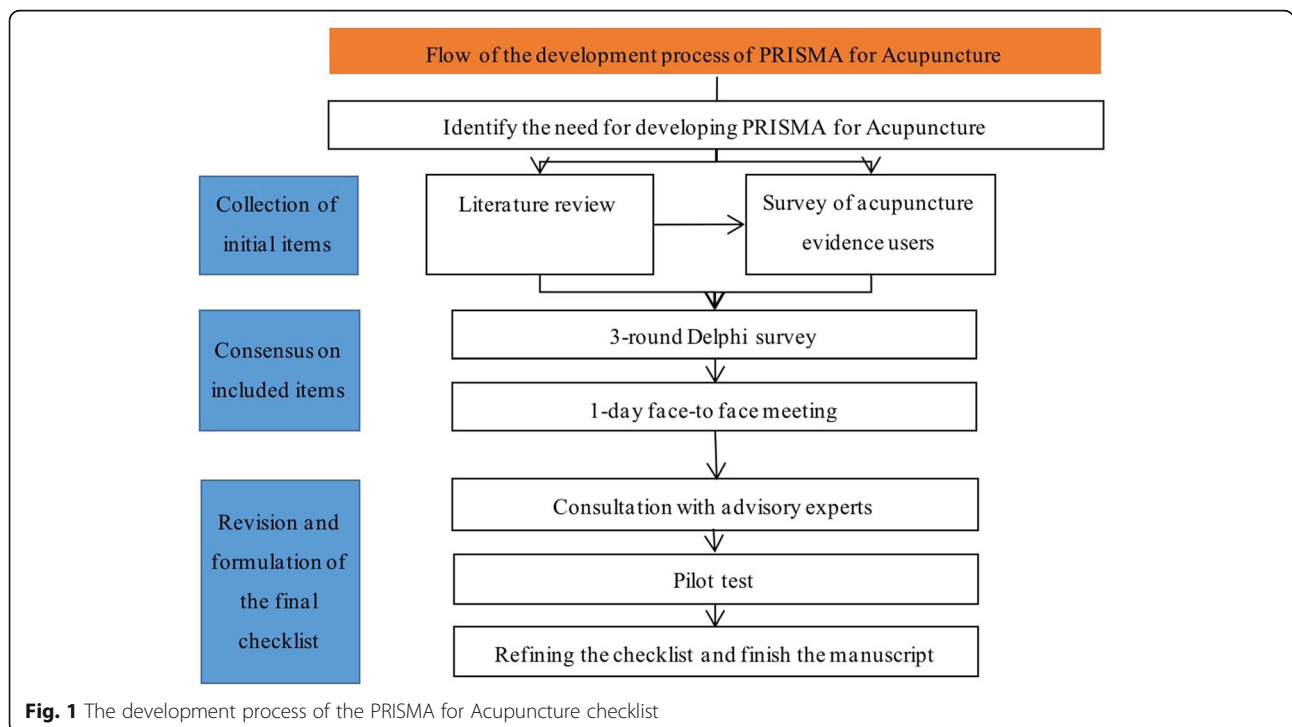 Flow of the development process of PRISMA for Acupuncture
Identify the need for developing PRISMA for Acupuncture
Collection of
initial items
Literature review
Survey of acupuncture
evidence users
Consensus on
included items
3-round Delphi survey
1-day face-to face meeting
Revision and
formulation of
the final
checklist
Consultation with advisory experts
Pilot test
Refining the checklist and finish the manuscript
Fig. 1 The development process of the PRISMA for Acupuncture checklist